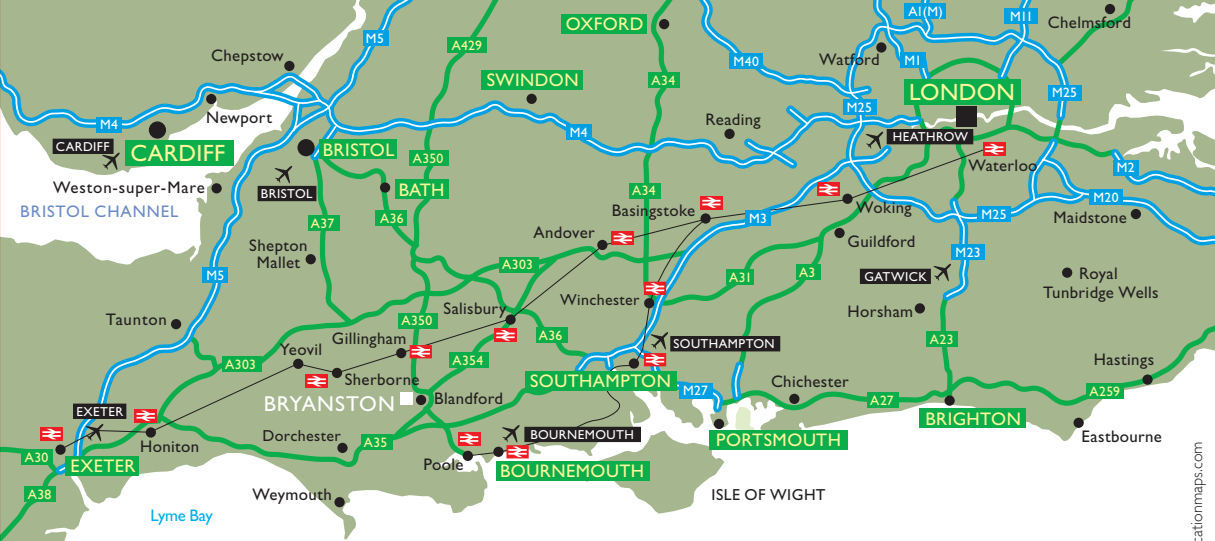 OXFORD
A1(M)
M11
Chelmsford
M5
A429
Chepstow
Watford
M1
M40
SWINDON
A34
LONDON
M25
M25
Newport
M4
Reading
M4
HEATHROW
CARDIFF
CARDIFF
BRISTOL
A350
Waterloo
M2
Weston-super-Mare
BRISTOL
BATH
A34
M20
BRISTOL CHANNEL
A37
A36
Basingstoke
M3
Woking
M25
Maidstone
Andover
Guildford
Shepton
Mallet
M23
A303
A31
A3
GATWICK
Royal
Tunbridge Wells
M5
Winchester
Horsham
Salisbury
Taunton
A350
Gillingham
A36
SOUTHAMPTON
A23
Yeovil
A303
A354
Hastings
Sherborne
SOUTHAMPTON
Chichester
M27
A259
BRYANSTON
Blandford
A27
EXETER
BRIGHTON
Honiton
Dorchester
A35
BOURNEMOUTH
PORTSMOUTH
Eastbourne
A30
EXETER
Poole
BOURNEMOUTH
A38
Weymouth
ISLE OF WIGHT
Lyme Bay
cationmaps.com